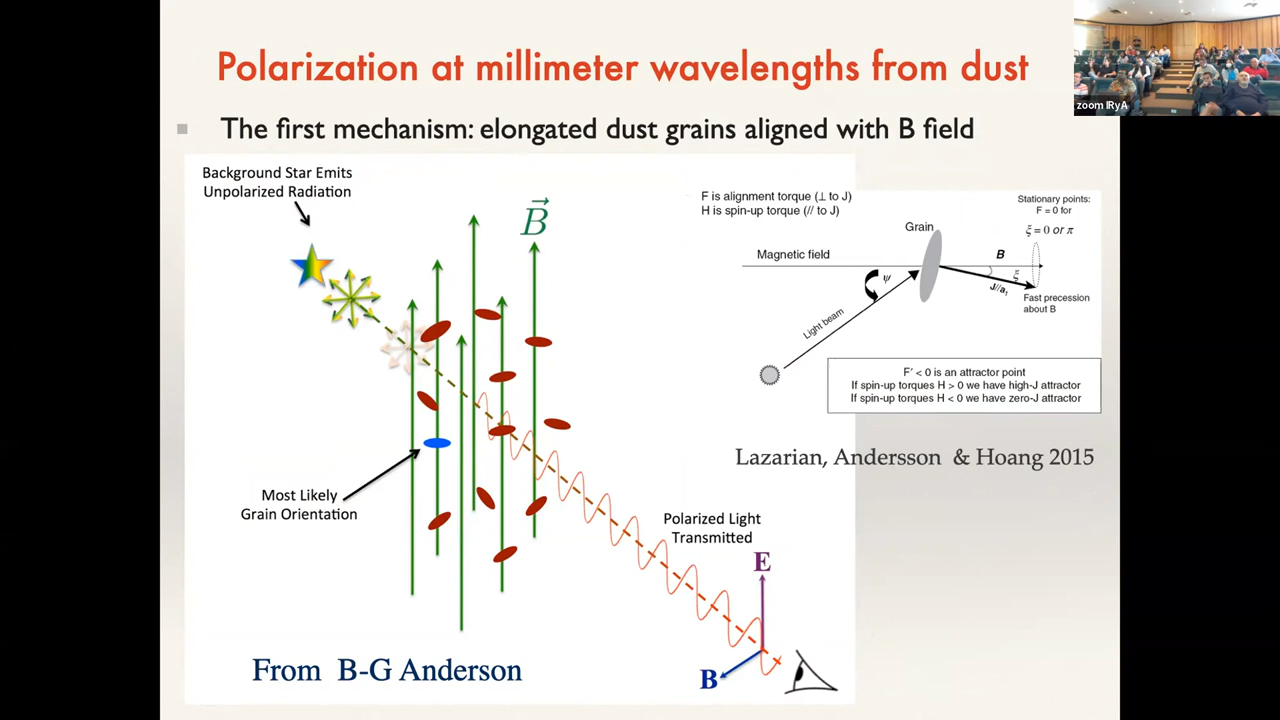 Polarization at millimeter wavelengths from dust
zoom IRyA
The first mechanism: elongated dust grains aligned with B field
Background Star Emits
Unpolarized Radiation
B
Most Likely
Grain Orientation
Polarized Light
Transmitted
E
B
From B-G Anderson
F is alignment torque (⊥ to J)
H is spin-up torque (// to J)
Stationary points:
F = 0 for
ξ = 0 or π
Grain
Magnetic field
B
ψ
ξ
J//a₁
Light beam
Fast precession
about B
F′ < 0 is an attractor point
If spin-up torques H > 0 we have high-J attractor
If spin-up torques H < 0 we have zero-J attractor
Lazarian, Andersson & Hoang 2015